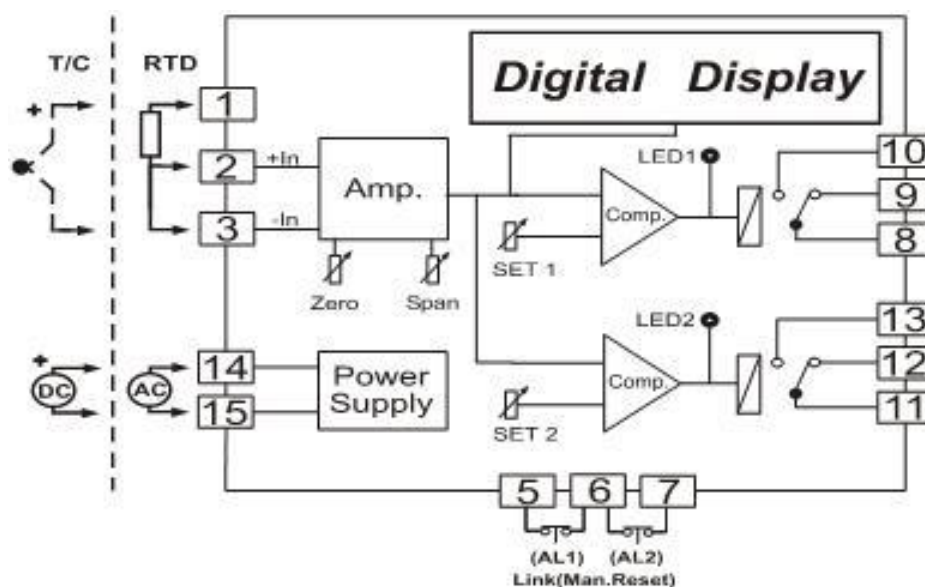 Digital Display
T/C
RTD
+
1
2
3
+In
-In
Amp.
Zero
Span
LED1
Comp.
SET 1
10
9
8
LED2
Comp.
SET 2
13
12
11
+
DC
AC
14
15
Power
Supply
5
6
7
(AL1)
(AL2)
Link(Man.Reset)